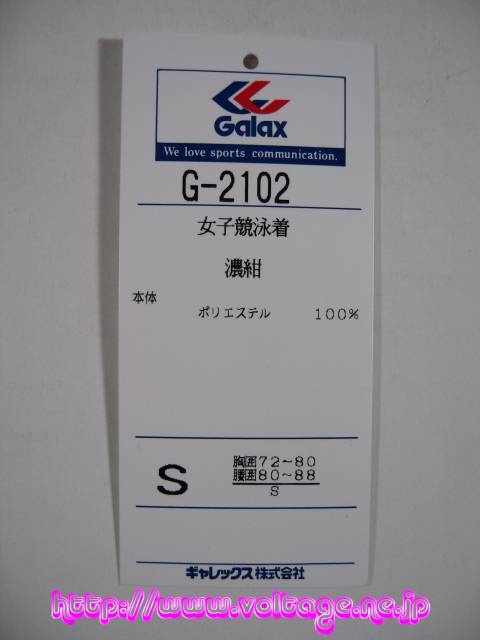 Galax
We love sports communication.
G-2102
女子競泳着
濃紺
本体
ポリエステル 100%
S
胸囲72~80
腰囲80~88
S
ギャレックス株式会社
http://www.voltage.ne.jp